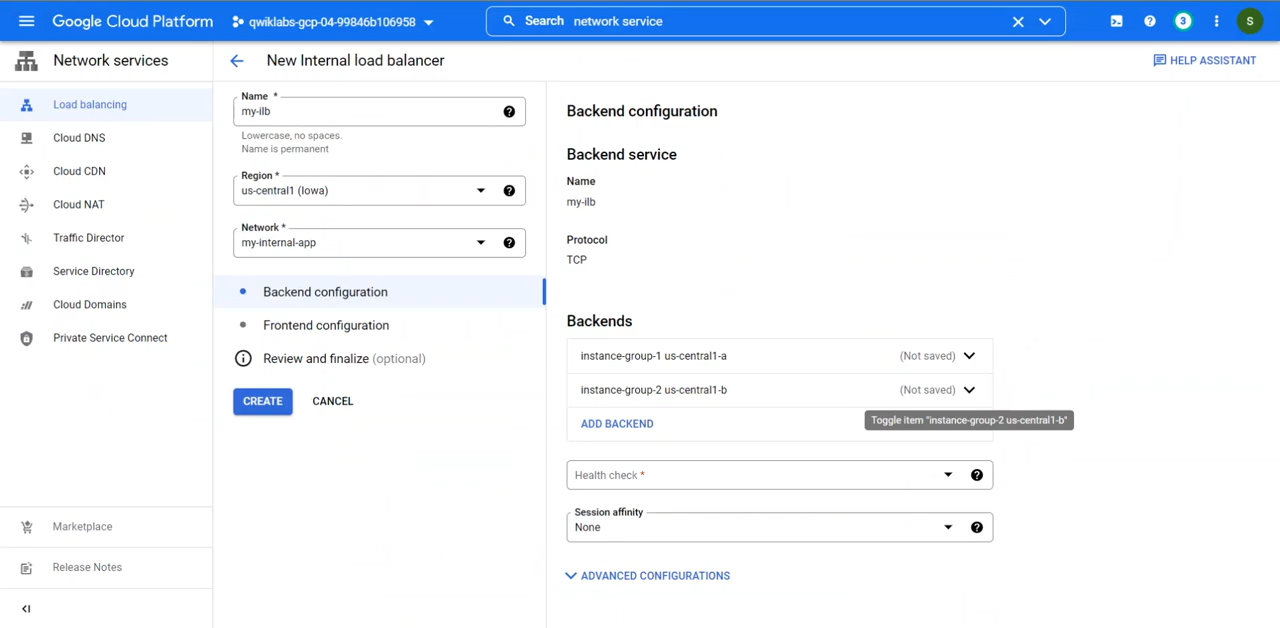 Google Cloud Platform
qwiklabs-gcp-04-99846b106958
Search network service
3
S
Network services
New Internal load balancer
HELP ASSISTANT
Load balancing
Cloud DNS
Cloud CDN
Cloud NAT
Traffic Director
Service Directory
Cloud Domains
Private Service Connect
Marketplace
Release Notes
Name *
my-ilb
Lowercase, no spaces.
Name is permanent
Region *
us-central1 (Iowa)
Network *
my-internal-app
Backend configuration
Frontend configuration
Review and finalize (optional)
CREATE CANCEL
Backend configuration
Backend service
Name
my-ilb
Protocol
TCP
Backends
instance-group-1 us-central1-a (Not saved)
instance-group-2 us-central1-b (Not saved)
Toggle item "instance-group-2 us-central1-b"
ADD BACKEND
Health check *
Session affinity
None
ADVANCED CONFIGURATIONS